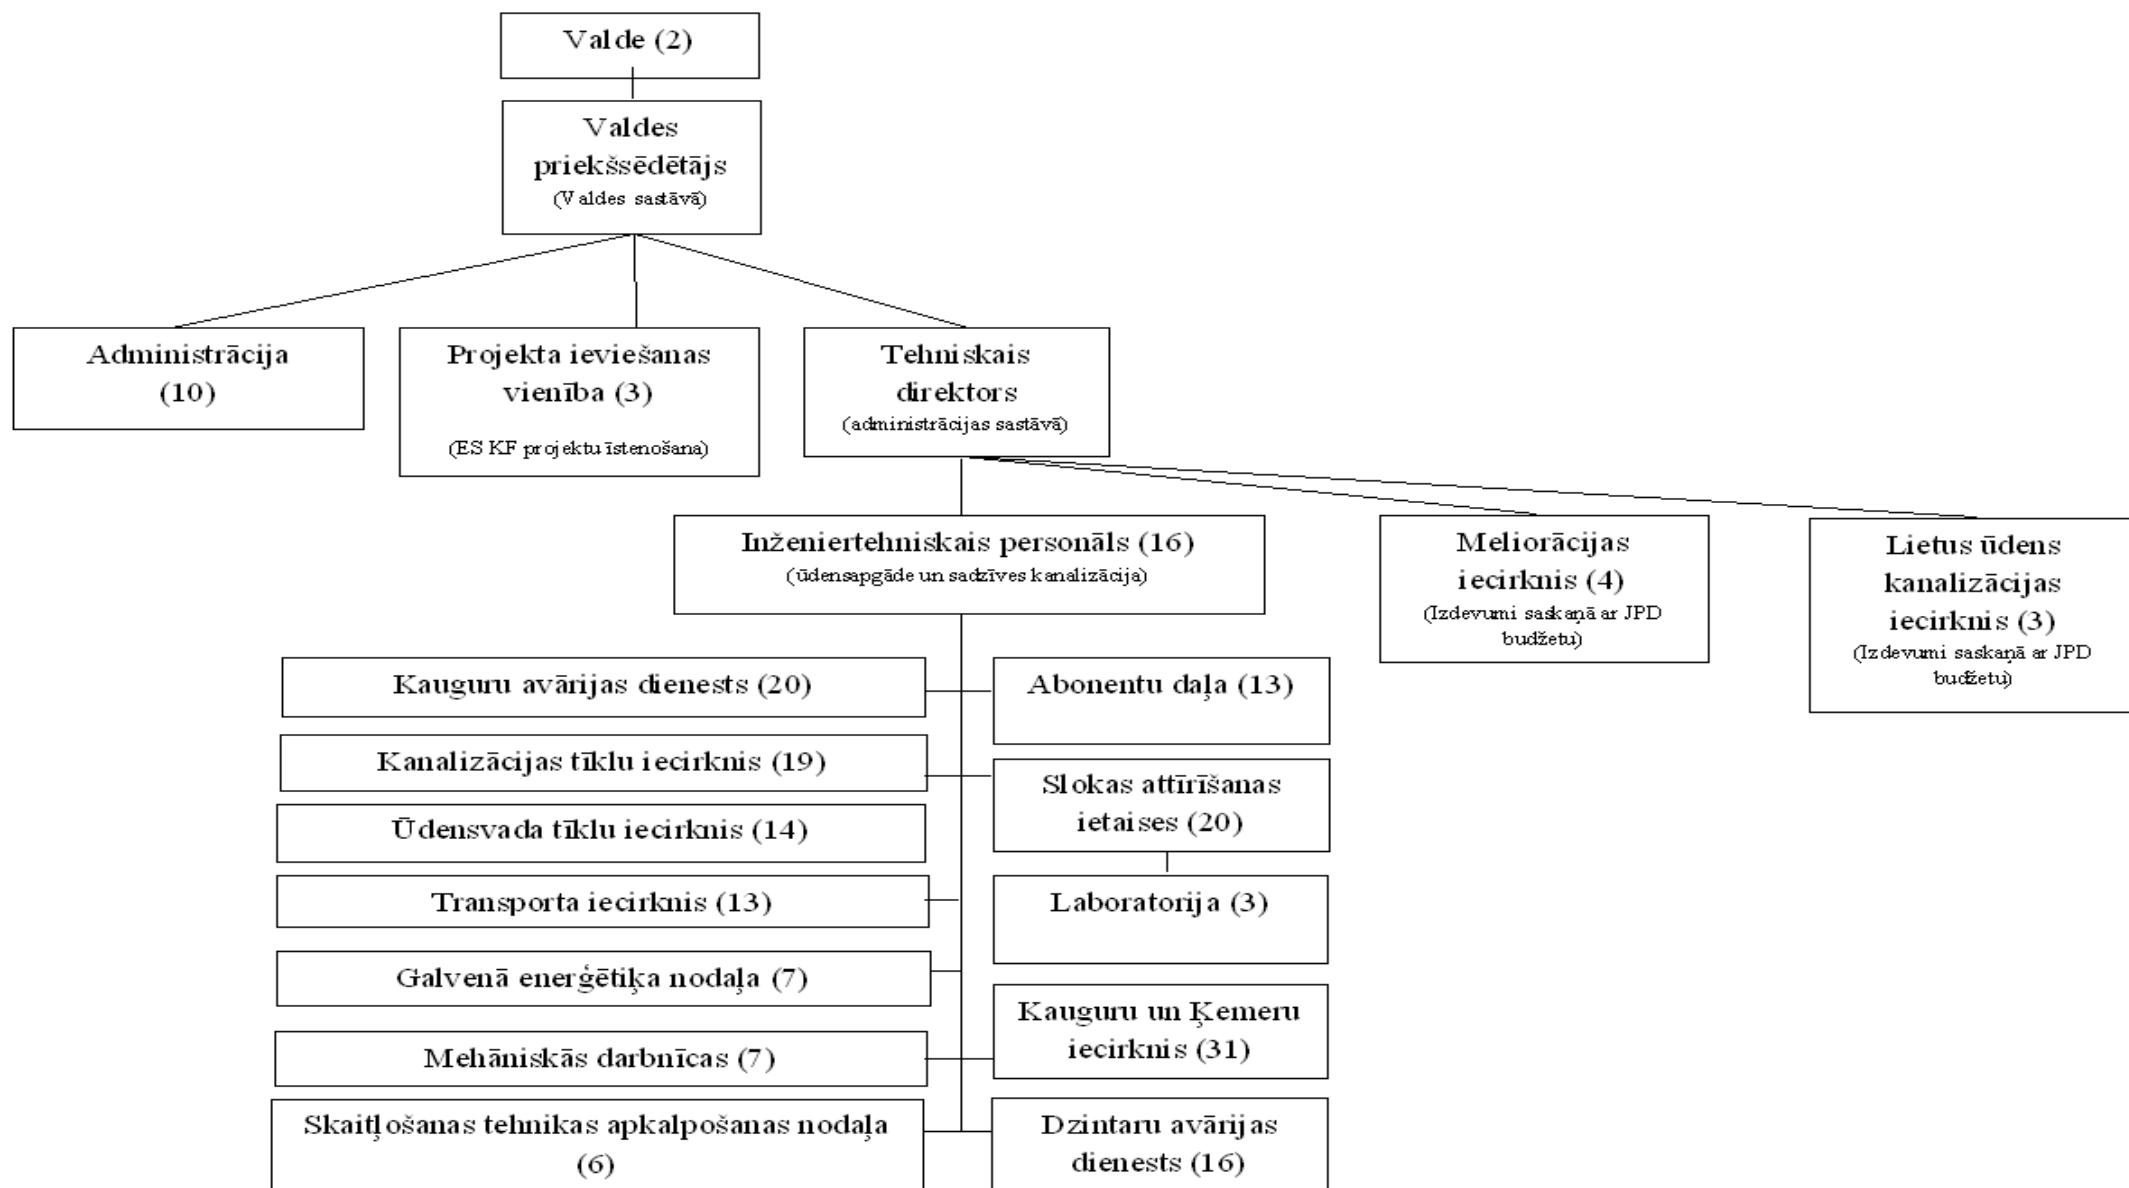 Valde (2)
Valdes
priekšsēdētājs
(Valdes sastāvā)
Administrācija
(10)
Projekta ieviešanas
vienība (3)
(ES KF projektu īstenošana)
Tehniskais
direktors
(administrācijas sastāvā)
Inženiertehniskais personāls (16)
(ūdensapgāde un sadzīves kanalizācija)
Meliorācijas
iecirknis (4)
(Izdevumi saskaņā ar JPD
budžetu)
Lietus ūdens
kanalizācijas
iecirknis (3)
(Izdevumi saskaņā ar JPD
budžetu)
Kauguru avārijas dienests (20)
Kanalizācijas tīklu iecirknis (19)
Ūdensvada tīklu iecirknis (14)
Transporta iecirknis (13)
Galvenā enerģētiķa nodaļa (7)
Mehāniskās darbnīcas (7)
Skaitļošanas tehnikas apkalpošanas nodaļa
(6)
Abonentu daļa (13)
Slokas attīrīšanas
ietaises (20)
Laboratorija (3)
Kauguru un Ķemeru
iecirknis (31)
Dzintaru avārijas
dienests (16)